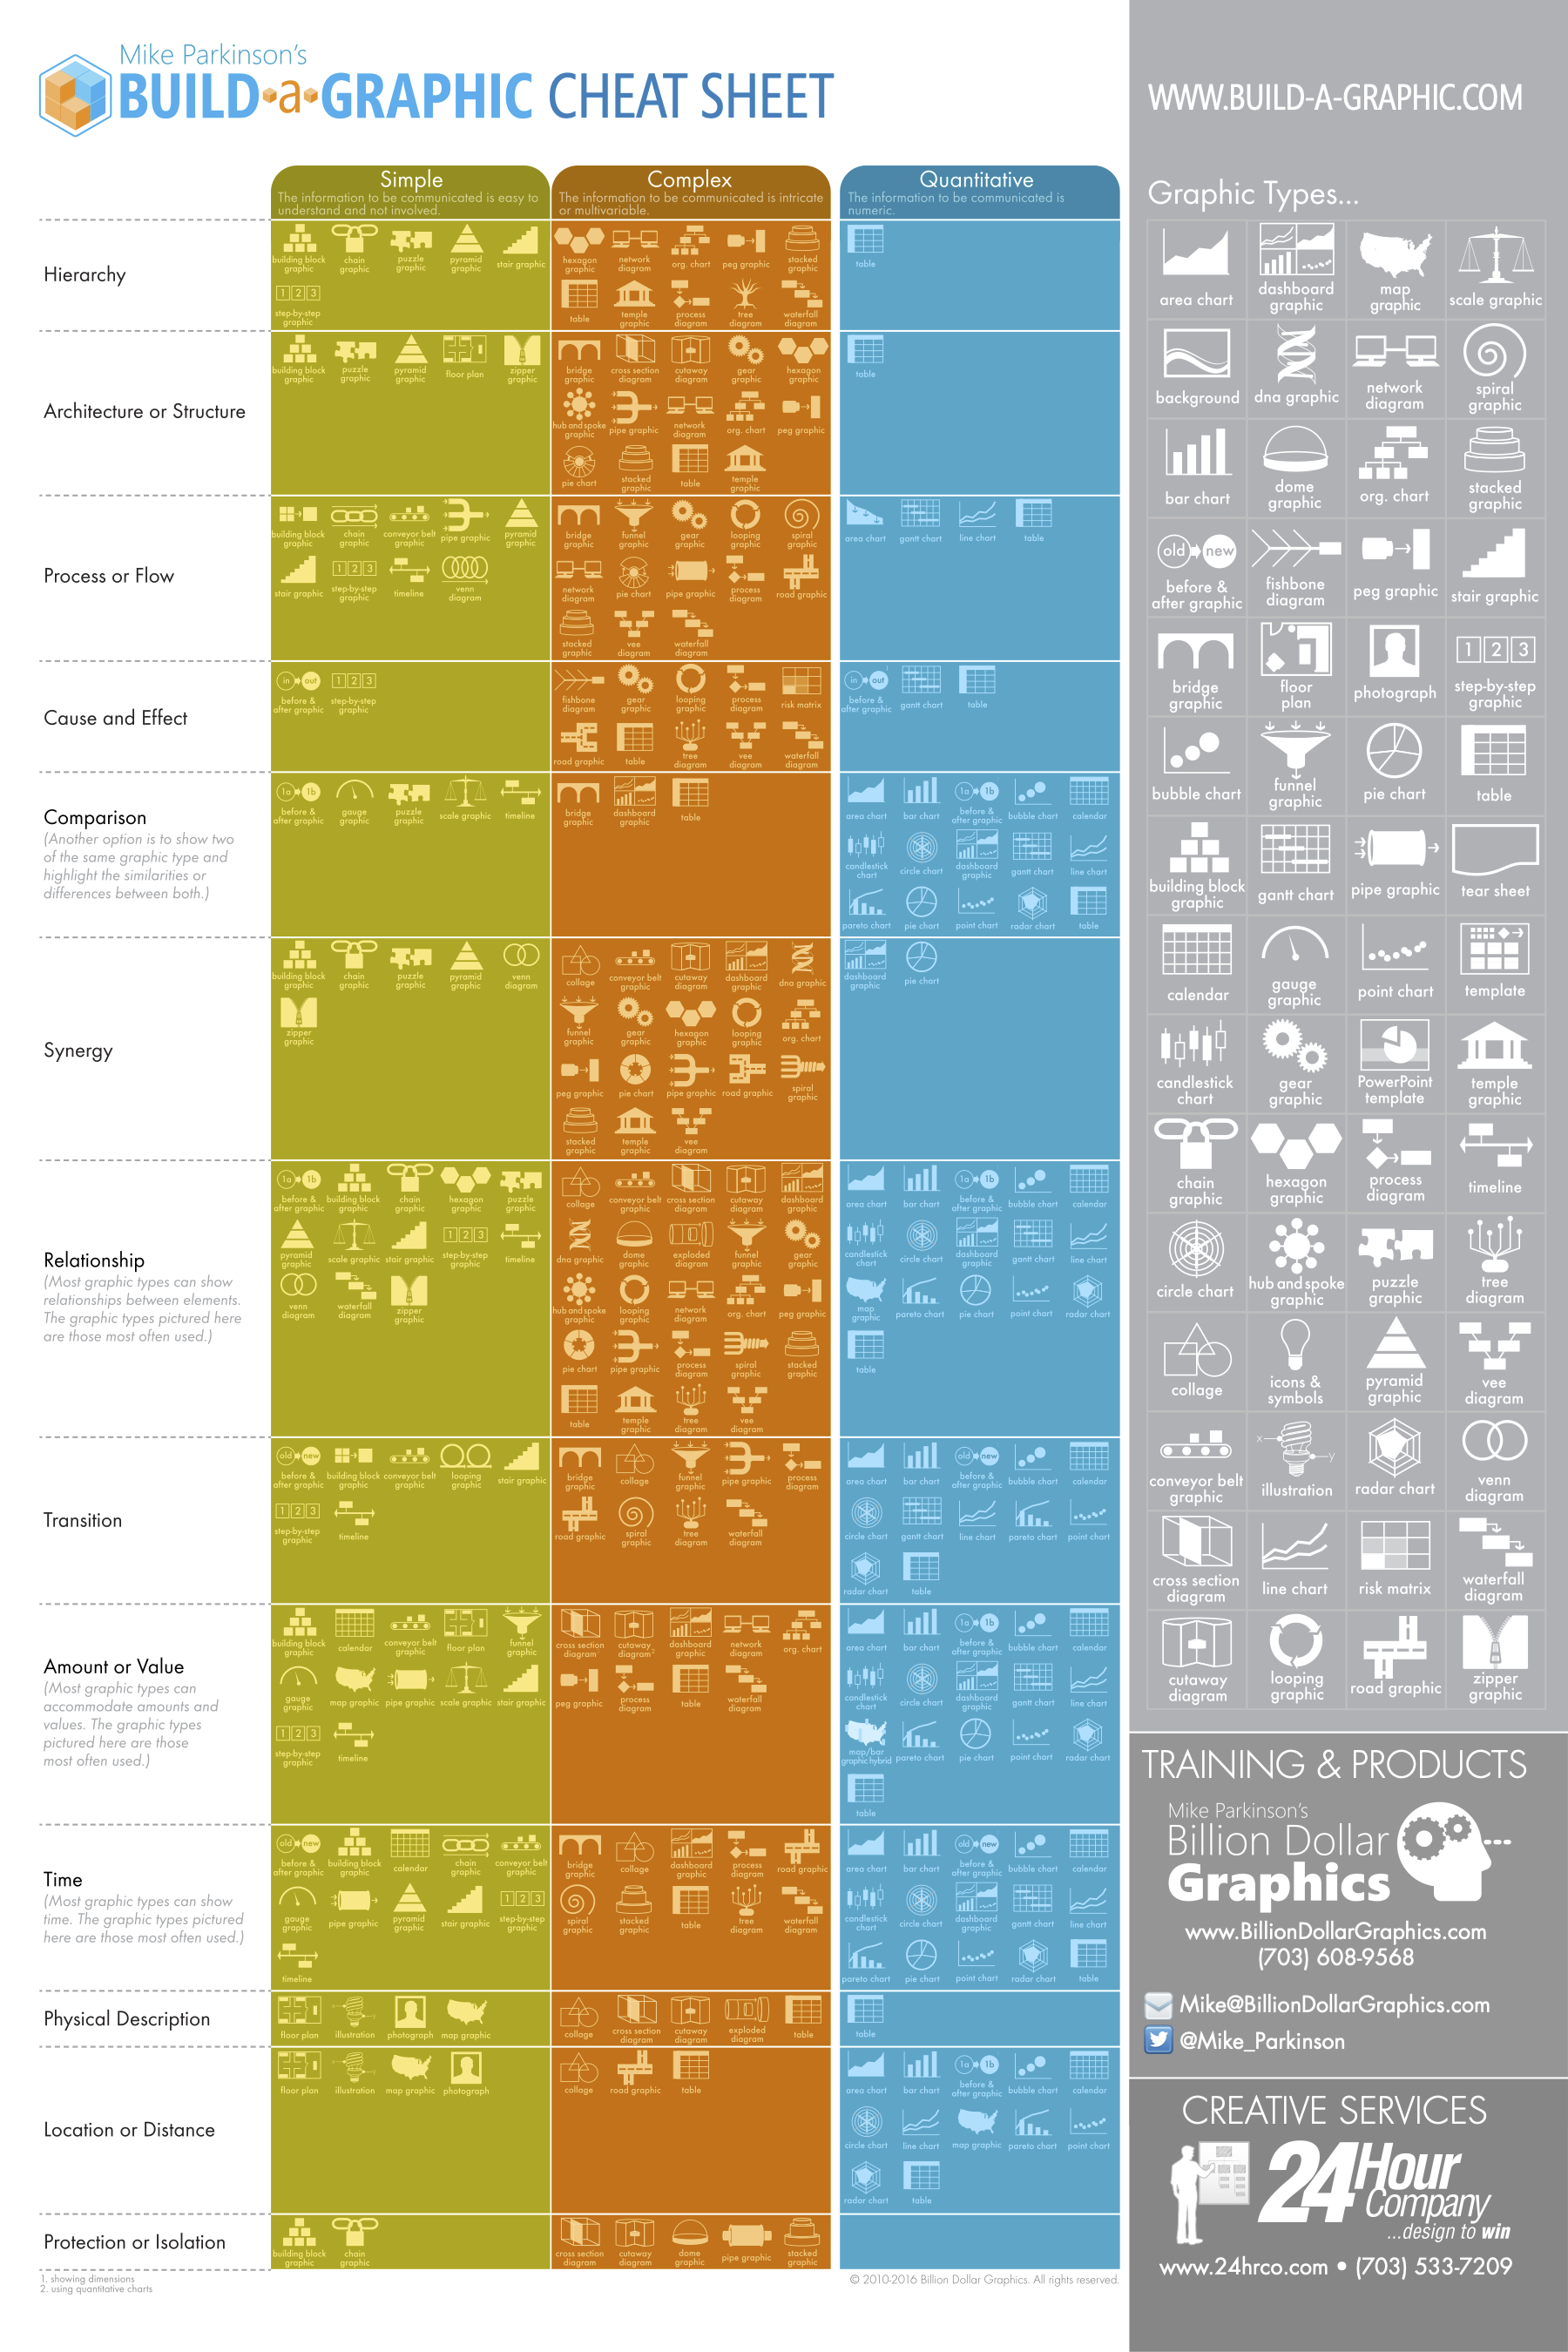 Mike Parkinson's
BUILD•a•GRAPHIC CHEAT SHEET
WWW.BUILD-A-GRAPHIC.COM
Simple
The information to be communicated is easy to
understand and not involved.
Complex
The information to be communicated is intricate
or multivariable.
Quantitative
The information to be communicated is
numeric.
Hierarchy
building block graphic
chain graphic
puzzle graphic
pyramid graphic
stair graphic
1 2 3
step-by-step graphic
hexagon graphic
network diagram
org. chart
peg graphic
stacked graphic
table
temple graphic
process diagram
tree diagram
waterfall diagram
table
Architecture or Structure
building block graphic
puzzle graphic
pyramid graphic
floor plan
zipper graphic
bridge graphic
cross section diagram
cutaway diagram
gear graphic
hexagon graphic
hub and spoke graphic
pipe graphic
network diagram
org. chart
peg graphic
pie chart
stacked graphic
table
temple graphic
table
Process or Flow
building block graphic
chain graphic
conveyor belt graphic
pipe graphic
pyramid graphic
stair graphic
1 2 3
step-by-step graphic
timeline
venn diagram
bridge graphic
funnel graphic
gear graphic
looping graphic
spiral graphic
network diagram
pie chart
pipe graphic
process diagram
road graphic
stacked graphic
vee diagram
waterfall diagram
area chart
gantt chart
line chart
table
Cause and Effect
in out
before & after graphic
1 2 3
step-by-step graphic
fishbone diagram
gear graphic
looping graphic
process diagram
risk matrix
road graphic
table
tree diagram
vee diagram
waterfall diagram
in out
before & after graphic
gantt chart
table
Comparison
(Another option is to show two
of the same graphic type and
highlight the similarities or
differences between both.)
1a 1b
before & after graphic
gauge graphic
puzzle graphic
scale graphic
timeline
bridge graphic
dashboard graphic
table
area chart
bar chart
1a 1b
before & after graphic
bubble chart
calendar
candlestick chart
circle chart
dashboard graphic
gantt chart
line chart
pareto chart
pie chart
point chart
radar chart
table
Synergy
building block graphic
chain graphic
puzzle graphic
pyramid graphic
venn diagram
zipper graphic
collage
conveyor belt graphic
cutaway diagram
dashboard graphic
dna graphic
funnel graphic
gear graphic
hexagon graphic
looping graphic
org. chart
peg graphic
pie chart
pipe graphic
road graphic
spiral graphic
stacked graphic
temple graphic
vee diagram
dashboard graphic
pie chart
Relationship
(Most graphic types can show
relationships between elements.
The graphic types pictured here
are those most often used.)
1a 1b
before & after graphic
building block graphic
chain graphic
hexagon graphic
puzzle graphic
pyramid graphic
scale graphic
stair graphic
1 2 3
step-by-step graphic
timeline
venn diagram
waterfall diagram
zipper graphic
collage
conveyor belt graphic
cross section diagram
cutaway diagram
dashboard graphic
dna graphic
dome graphic
exploded diagram
funnel graphic
gear graphic
hub and spoke graphic
looping graphic
network diagram
org. chart
peg graphic
pie chart
pipe graphic
process diagram
spiral graphic
stacked graphic
table
temple graphic
tree diagram
vee diagram
area chart
bar chart
1a 1b
before & after graphic
bubble chart
calendar
candlestick chart
circle chart
dashboard graphic
gantt chart
line chart
map graphic
pareto chart
pie chart
point chart
radar chart
table
Transition
old new
before & after graphic
building block graphic
conveyor belt graphic
looping graphic
stair graphic
1 2 3
step-by-step graphic
timeline
bridge graphic
collage
funnel graphic
pipe graphic
process diagram
road graphic
spiral graphic
tree diagram
waterfall diagram
area chart
bar chart
old new
before & after graphic
bubble chart
calendar
circle chart
gantt chart
line chart
pareto chart
point chart
radar chart
table
Amount or Value
(Most graphic types can
accommodate amounts and
values. The graphic types
pictured here are those
most often used.)
building block graphic
calendar
conveyor belt graphic
floor plan
funnel graphic
gauge graphic
map graphic
pipe graphic
scale graphic
stair graphic
1 2 3
step-by-step graphic
timeline
cross section diagram
cutaway diagram2
dashboard graphic
network diagram
org. chart
peg graphic
process diagram
table
waterfall diagram
area chart
bar chart
1a 1b
before & after graphic
bubble chart
calendar
candlestick chart
circle chart
dashboard graphic
gantt chart
line chart
map/bar graphic hybrid
pareto chart
pie chart
point chart
radar chart
table
Time
(Most graphic types can show
time. The graphic types pictured
here are those most often used.)
old new
before & after graphic
building block graphic
calendar
chain graphic
conveyor belt graphic
gauge graphic
pipe graphic
pyramid graphic
stair graphic
1 2 3
step-by-step graphic
timeline
bridge graphic
collage
dashboard graphic
process diagram
road graphic
spiral graphic
stacked graphic
table
tree diagram
waterfall diagram
area chart
bar chart
old new
before & after graphic
bubble chart
calendar
candlestick chart
circle chart
dashboard graphic
gantt chart
line chart
pareto chart
pie chart
point chart
radar chart
table
Physical Description
floor plan
illustration
photograph
map graphic
collage
cross section diagram
cutaway diagram
exploded diagram
table
table
Location or Distance
floor plan
illustration
map graphic
photograph
collage
road graphic
table
area chart
bar chart
1a 1b
before & after graphic
bubble chart
calendar
circle chart
line chart
map graphic
pareto chart
point chart
radar chart
table
Protection or Isolation
building block graphic
chain graphic
cross section diagram
cutaway diagram
dome graphic
pipe graphic
stacked graphic
1. showing dimensions
2. using quantitative charts
© 2010-2016 Billion Dollar Graphics. All rights reserved.
Graphic Types...
area chart
dashboard graphic
map graphic
scale graphic
background
dna graphic
network diagram
spiral graphic
bar chart
dome graphic
org. chart
stacked graphic
old new
before & after graphic
fishbone diagram
peg graphic
stair graphic
bridge graphic
floor plan
photograph
1 2 3
step-by-step graphic
bubble chart
funnel graphic
pie chart
table
building block graphic
gantt chart
pipe graphic
tear sheet
calendar
gauge graphic
point chart
template
candlestick chart
gear graphic
PowerPoint template
temple graphic
chain graphic
hexagon graphic
process diagram
timeline
circle chart
hub and spoke graphic
puzzle graphic
tree diagram
collage
icons & symbols
pyramid graphic
vee diagram
conveyor belt graphic
x y
illustration
radar chart
venn diagram
cross section diagram
line chart
risk matrix
waterfall diagram
cutaway diagram
looping graphic
road graphic
zipper graphic
TRAINING & PRODUCTS
Mike Parkinson's
Billion Dollar
Graphics
www.BillionDollarGraphics.com
(703) 608-9568
Mike@BillionDollarGraphics.com
@Mike_Parkinson
CREATIVE SERVICES
24 Hour
Company
...design to win
www.24hrco.com • (703) 533-7209